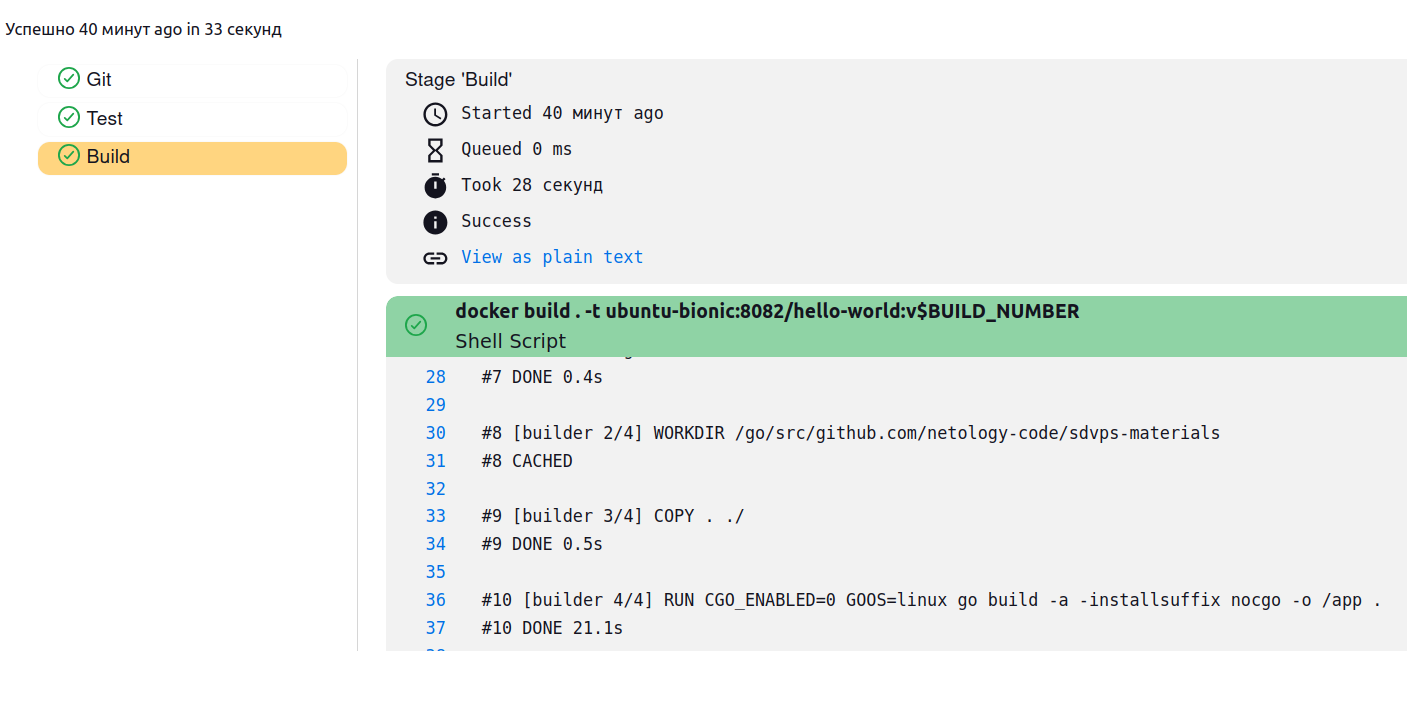 Успешно 40 минут ago in 33 секунд
Git
Test
Build
Stage 'Build'
Started 40 минут ago
Queued 0 ms
Took 28 секунд
Success
View as plain text
docker build . -t ubuntu-bionic:8082/hello-world:v$BUILD_NUMBER
Shell Script
28 #7 DONE 0.4s
29
30 #8 [builder 2/4] WORKDIR /go/src/github.com/netology-code/sdvps-materials
31 #8 CACHED
32
33 #9 [builder 3/4] COPY . ../
34 #9 DONE 0.5s
35
36 #10 [builder 4/4] RUN CGO_ENABLED=0 GOOS=linux go build -a -installsuffix nocgo -o /app .
37 #10 DONE 21.1s